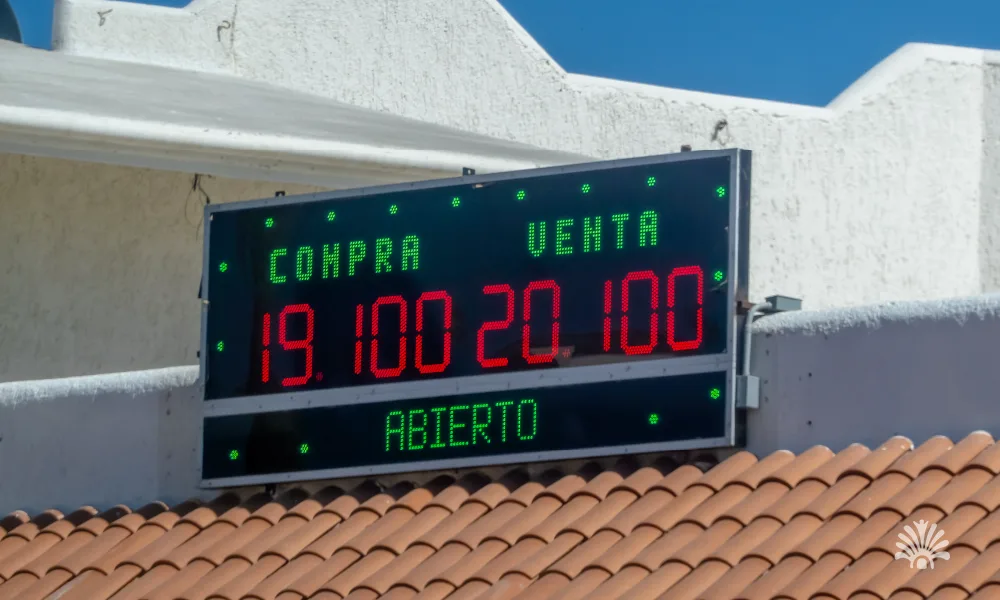 COMPRA VENTA
19.100 20.100
ABIERTO